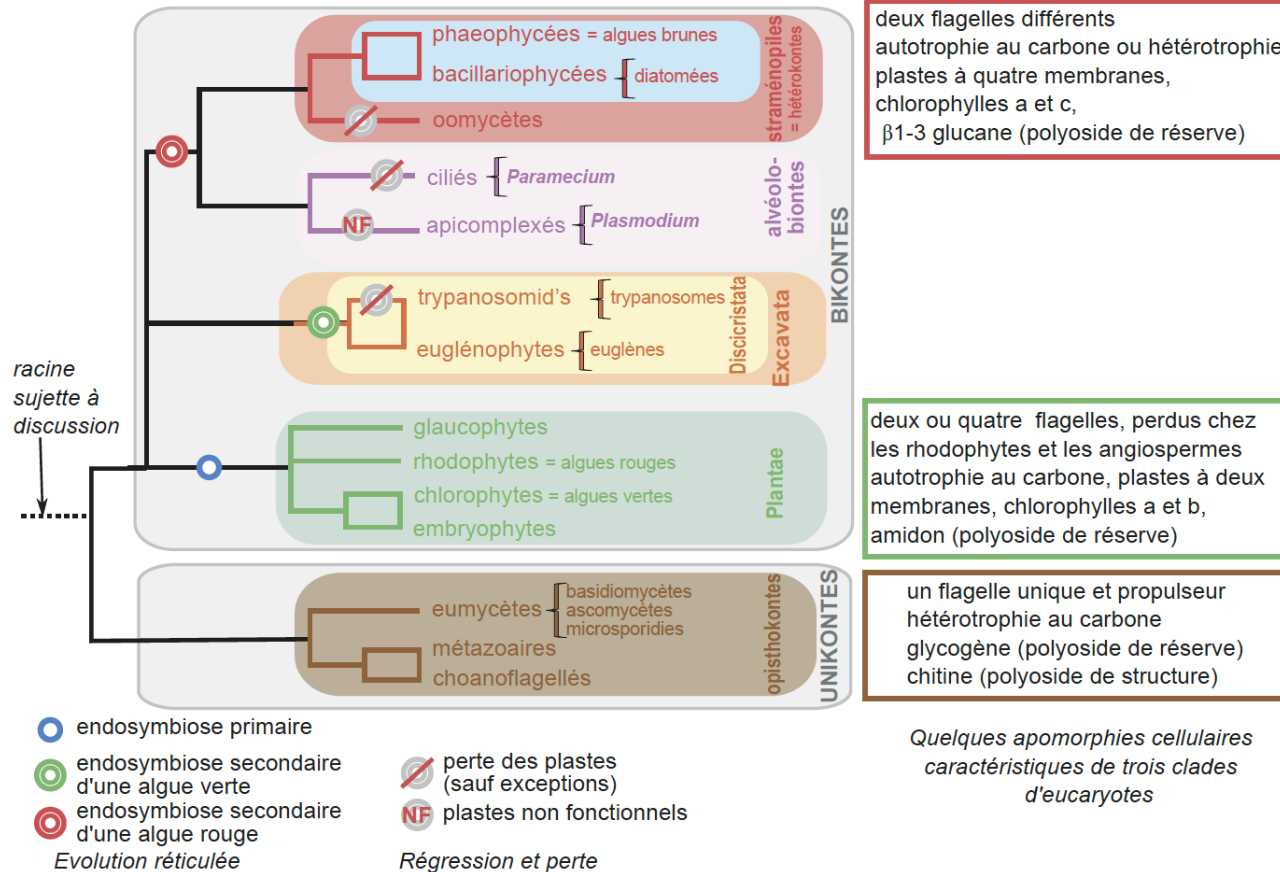 phaeophycées = algues brunes
bacillariophycées
diatomées
oomycètes
straménopiles
= hétérokontes
ciliés
Paramecium
apicomplexés
Plasmodium
NF
alvéolo-
biontes
trypanosomid's
trypanosomes
euglénophytes
euglènes
Discicristata
Excavata
BIKONTES
racine
sujette à
discussion
glaucophytes
rhodophytes = algues rouges
chlorophytes = algues vertes
embryophytes
Plantae
eumycètes
basidiomycètes
ascomycètes
microsporidies
métazoaires
choanoflagellés
opisthokontes
UNIKONTES
deux flagelles différents
autotrophie au carbone ou hétérotrophie
plastes à quatre membranes,
chlorophylles a et c,
β1-3 glucane (polyoside de réserve)
deux ou quatre flagelles, perdus chez
les rhodophytes et les angiospermes
autotrophie au carbone, plastes à deux
membranes, chlorophylles a et b,
amidon (polyoside de réserve)
un flagelle unique et propulseur
hétérotrophie au carbone
glycogène (polyoside de réserve)
chitine (polyoside de structure)
Quelques apomorphies cellulaires
caractéristiques de trois clades
d'eucaryotes
endosymbiose primaire
endosymbiose secondaire
d'une algue verte
endosymbiose secondaire
d'une algue rouge
Evolution réticulée
perte des plastes
(sauf exceptions)
NF
plastes non fonctionnels
Régression et perte